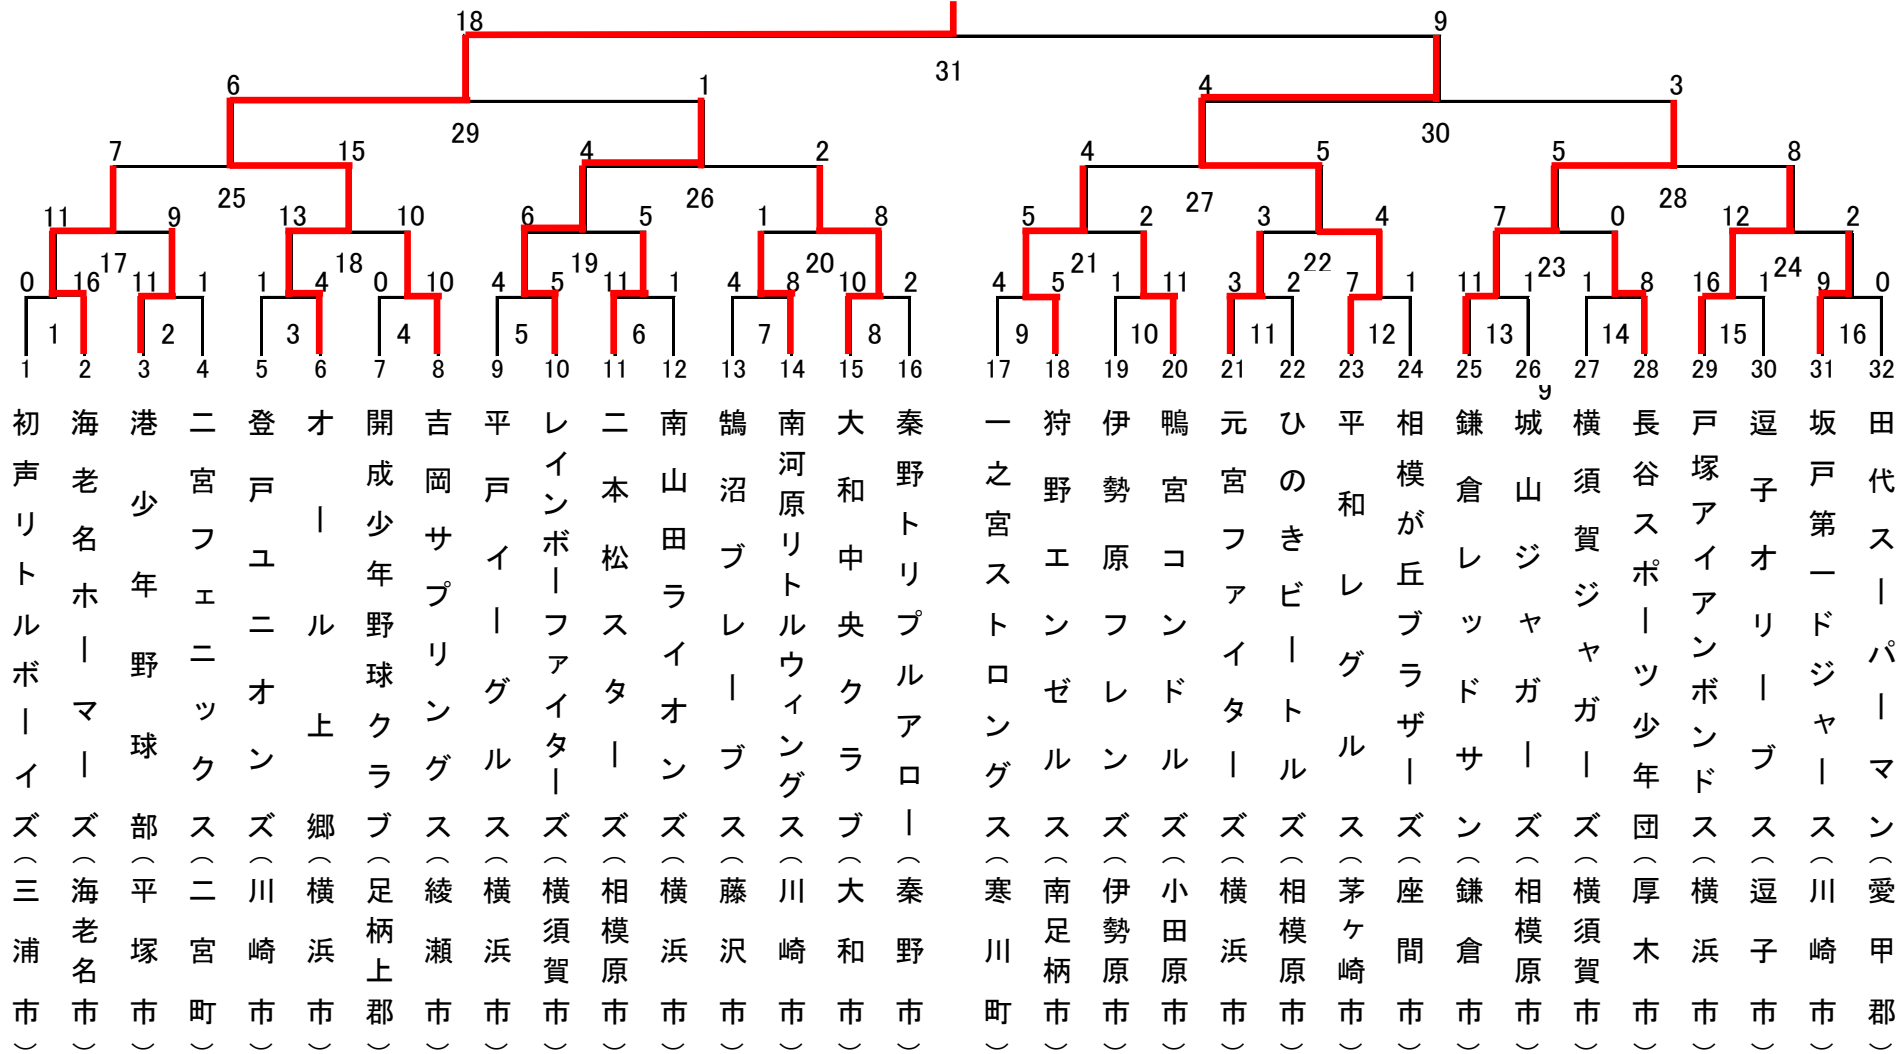 18 9
31
6 1 4 3
29 30
7 15 4 2 4 5 5 8
25 26 27 28
11 9 13 10 6 5 1 8 5 2 3 4 7 0 12 2
17 18 19 20 21 22 23 24
0 16 11 1 1 4 0 10 4 5 11 1 4 8 10 2 4 5 1 11 3 2 7 1 11 1 1 8 16 1 9 0
1 2 3 4 5 6 7 8 9 10 11 12 13 14 15 16
1 2 3 4 5 6 7 8 9 10 11 12 13 14 15 16 17 18 19 20 21 22 23 24 25 26 27 28 29 30 31 32
9
初声リトルボーイズ(三浦市)
海老名ホーマーズ(海老名市)
港少年野球部(平塚市)
二宮フェニックス(二宮町)
登戸ユニオンズ(川崎市)
オール上郷(横浜市)
開成少年野球クラブ(足柄上郡)
吉岡サプリングス(綾瀬市)
平戸イーグルス(横浜市)
レインボーファイターズ(横須賀市)
二本松スターズ(相模原市)
南山田ライオンズ(横浜市)
鵠沼ブレーブス(藤沢市)
南河原リトルウィングス(川崎市)
大和中央クラブ(大和市)
秦野トリプルアロー(秦野市)
一之宮ストロングス(寒川町)
狩野エンゼルス(南足柄市)
伊勢原フレンズ(伊勢原市)
鴨宮コンドルズ(小田原市)
元宮ファイターズ(横浜市)
ひのきビートルズ(相模原市)
平和レグルス(茅ヶ崎市)
相模が丘ブラザーズ(座間市)
鎌倉レッドサン(鎌倉市)
城山ジャガーズ(相模原市)
横須賀ジャガーズ(横須賀市)
長谷スポーツ少年団(厚木市)
戸塚アイアンボンドス(横浜市)
逗子オリーブス(逗子市)
坂戸第一ドジャース(川崎市)
田代スーパーマン(愛甲郡)